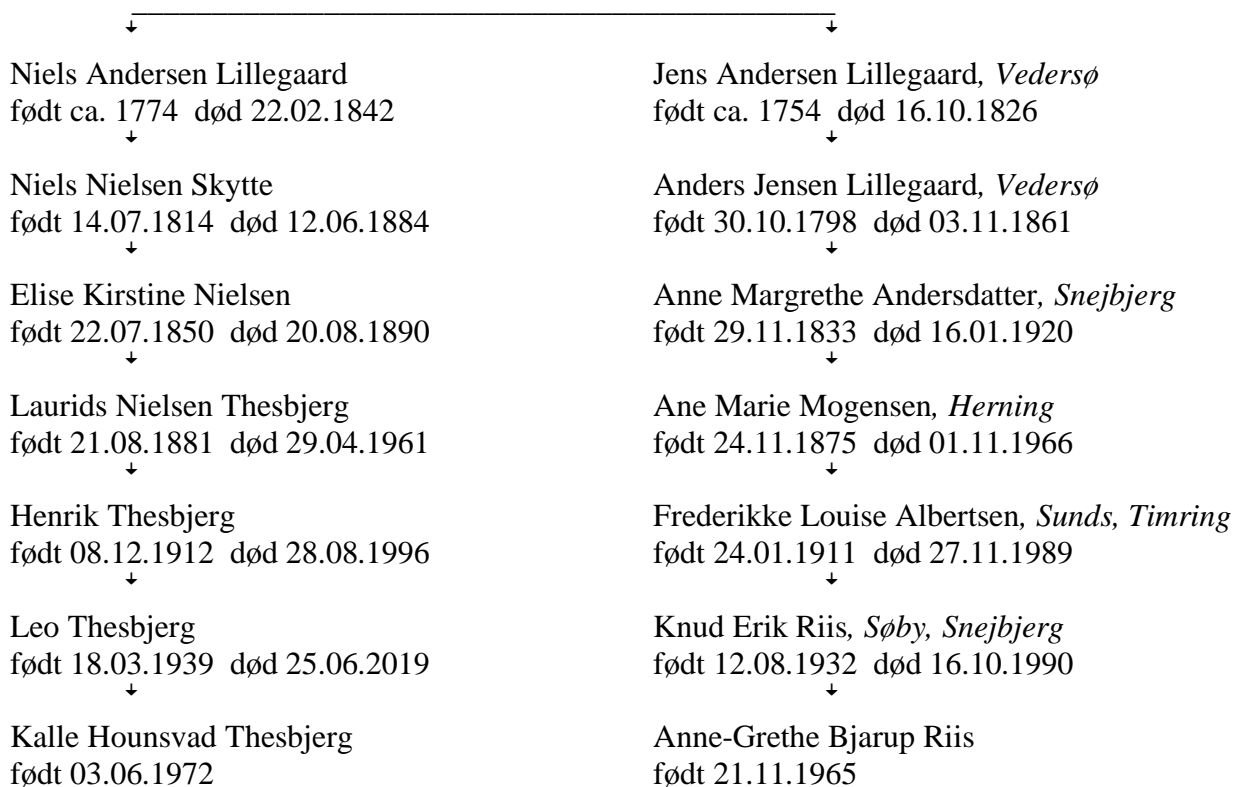 Niels Andersen Lillegaard
født ca. 1774 død 22.02.1842
Niels Nielsen Skytte
født 14.07.1814 død 12.06.1884
Elise Kirstine Nielsen
født 22.07.1850 død 20.08.1890
Laurids Nielsen Thesbjerg
født 21.08.1881 død 29.04.1961
Henrik Thesbjerg
født 08.12.1912 død 28.08.1996
Leo Thesbjerg
født 18.03.1939 død 25.06.2019
Kalle Hounsvad Thesbjerg
født 03.06.1972
Jens Andersen Lillegaard, Vedersø
født ca. 1754 død 16.10.1826
Anders Jensen Lillegaard, Vedersø
født 30.10.1798 død 03.11.1861
Anne Margrethe Andersdatter, Snejbjerg
født 29.11.1833 død 16.01.1920
Ane Marie Mogensen, Herning
født 24.11.1875 død 01.11.1966
Frederikke Louise Albertsen, Sunds, Timring
født 24.01.1911 død 27.11.1989
Knud Erik Riis, Søby, Snejbjerg
født 12.08.1932 død 16.10.1990
Anne-Grethe Bjarup Riis
født 21.11.1965